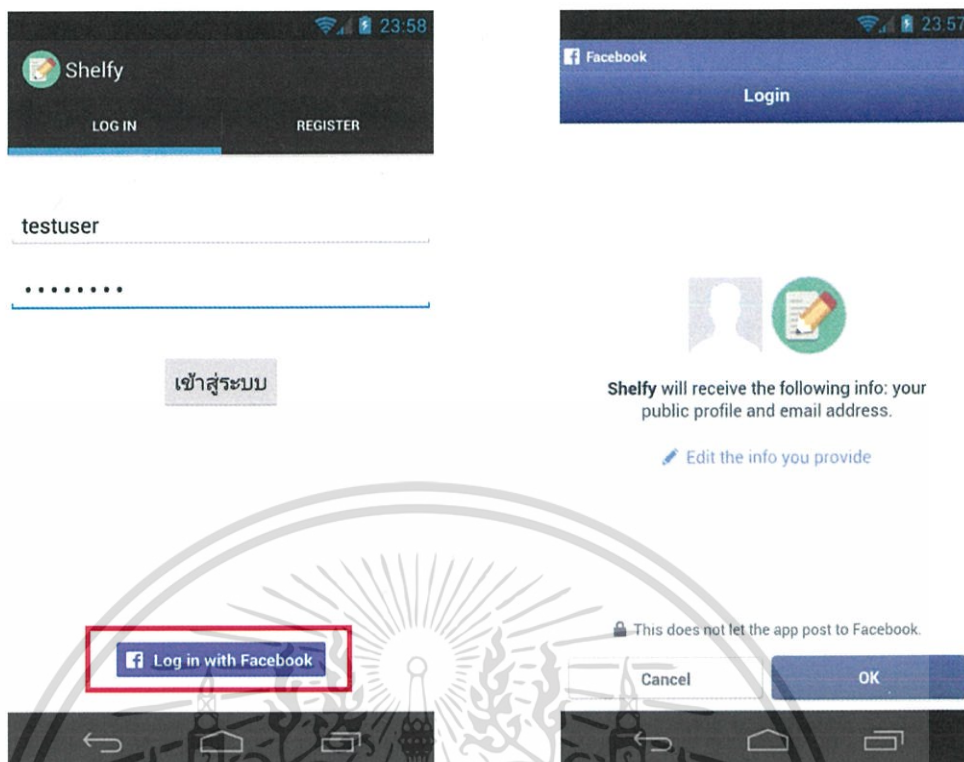 23:58
Shelfy
LOG IN
REGISTER
testuser
••••••••
เข้าสู่ระบบ
Log in with Facebook
23:57
Facebook
Login
Shelfy will receive the following info: your
public profile and email address.
Edit the info you provide
This does not let the app post to Facebook.
Cancel
OK